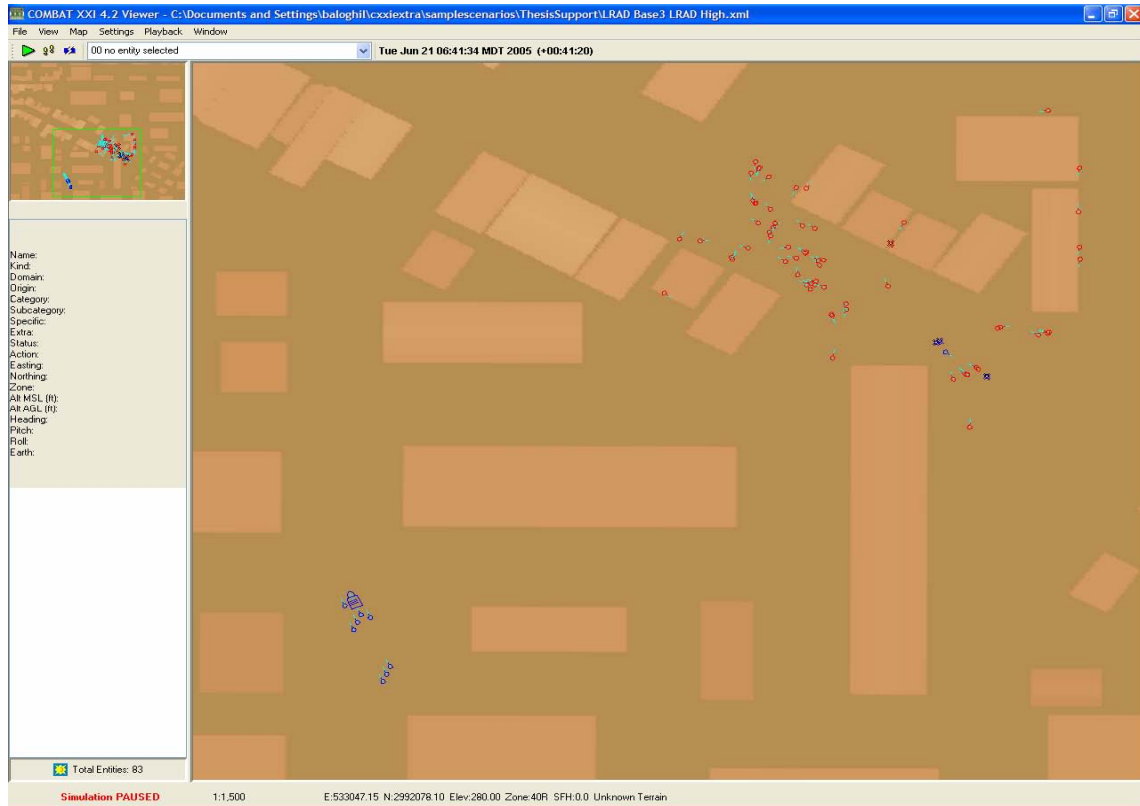 COMBAT XXI 4.2 Viewer - C:\Documents and Settings\baloghil\cxxiextra\samplescenarios\ThesisSupport\LRAD Base3 LRAD High.xml
File View Map Settings Playback Window
00 no entity selected Tue Jun 21 06:41:34 MDT 2005 (+00:41:20)
Name:
Kind:
Domain:
Origin:
Category:
Subcategory:
Specific:
Extra:
Status:
Action:
Easting:
Northing:
Zone:
Alt MSL (ft):
Alt AGL (ft):
Heading:
Pitch:
Roll:
Earth:
Total Entities: 83
Simulation PAUSED 1:1,500 E:533047.15 N:2992078.10 Elev:280.00 Zone:40R SFH:0.0 Unknown Terrain